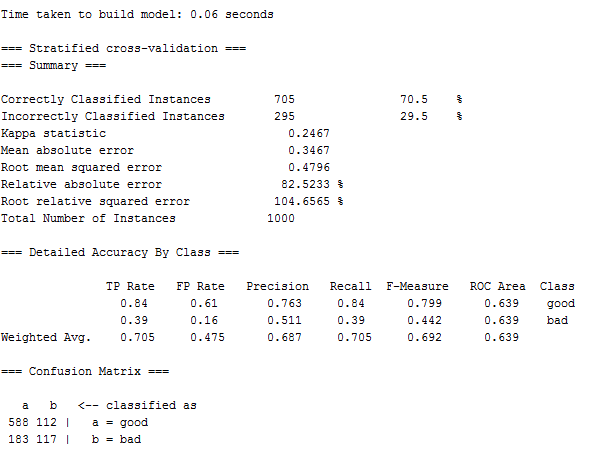 Time taken to build model: 0.06 seconds
=== Stratified cross-validation ===
=== Summary ===
Correctly Classified Instances 705 70.5 %
Incorrectly Classified Instances 295 29.5 %
Kappa statistic 0.2467
Mean absolute error 0.3467
Root mean squared error 0.4796
Relative absolute error 82.5233 %
Root relative squared error 104.6565 %
Total Number of Instances 1000
=== Detailed Accuracy By Class ===
TP Rate FP Rate Precision Recall F-Measure ROC Area Class
0.84 0.61 0.763 0.84 0.799 0.639 good
0.39 0.16 0.511 0.39 0.442 0.639 bad
Weighted Avg. 0.705 0.475 0.687 0.705 0.692 0.639
=== Confusion Matrix ===
a b <-- classified as
588 112 | a = good
183 117 | b = bad